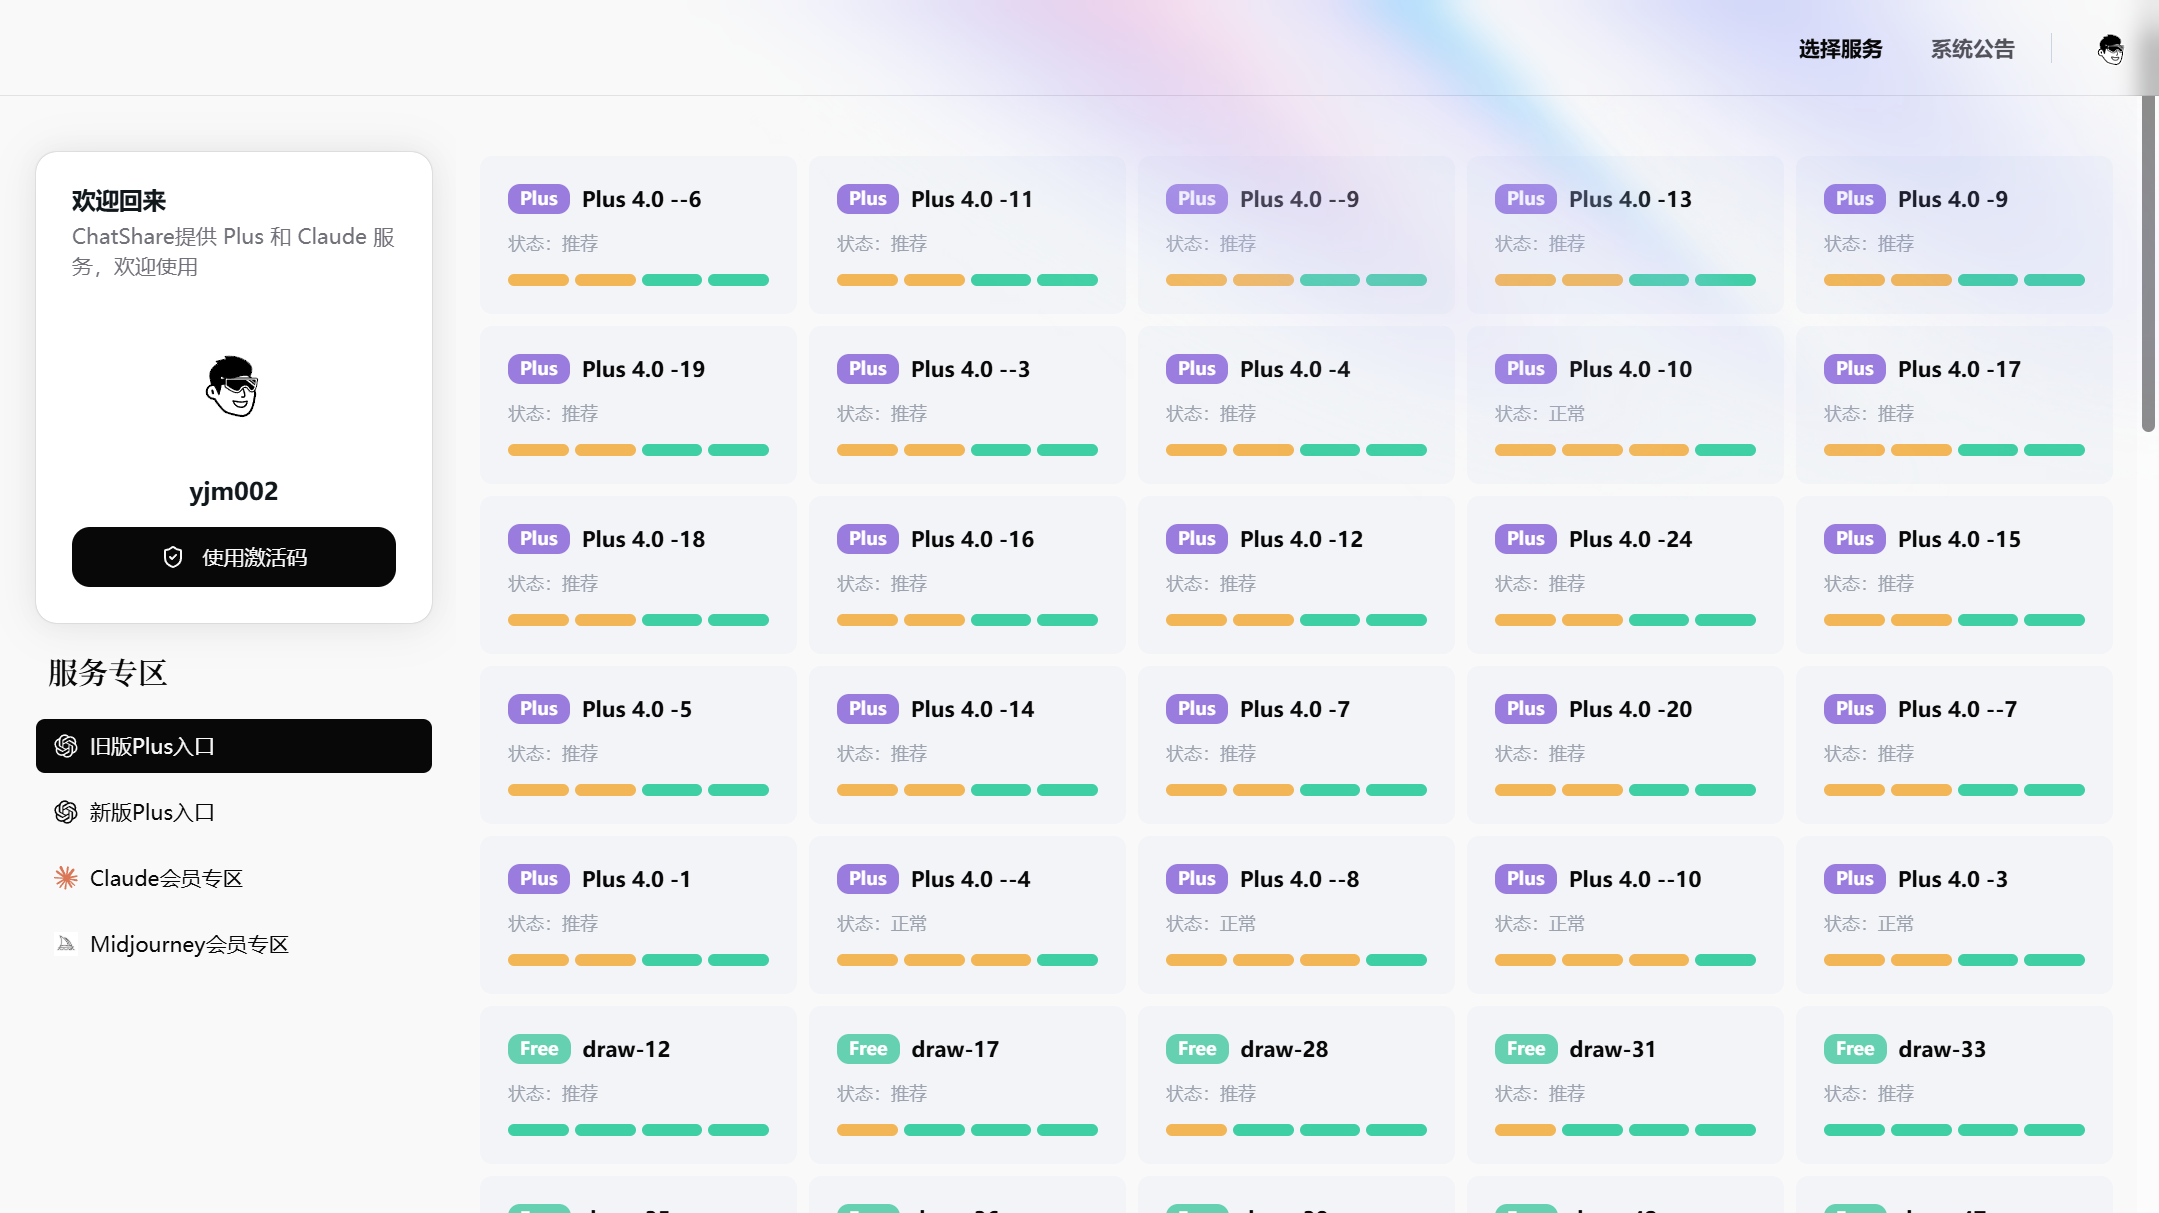 选择服务
系统公告
欢迎回来
ChatShare提供 Plus 和 Claude 服
务，欢迎使用
yjm002
使用激活码
服务专区
旧版Plus入口
新版Plus入口
Claude会员专区
Midjourney会员专区
Plus Plus 4.0 --6
状态：推荐
Plus Plus 4.0 -11
状态：推荐
Plus Plus 4.0 --9
状态：推荐
Plus Plus 4.0 -13
状态：推荐
Plus Plus 4.0 -9
状态：推荐
Plus Plus 4.0 -19
状态：推荐
Plus Plus 4.0 --3
状态：推荐
Plus Plus 4.0 -4
状态：推荐
Plus Plus 4.0 -10
状态：正常
Plus Plus 4.0 -17
状态：推荐
Plus Plus 4.0 -18
状态：推荐
Plus Plus 4.0 -16
状态：推荐
Plus Plus 4.0 -12
状态：推荐
Plus Plus 4.0 -24
状态：推荐
Plus Plus 4.0 -15
状态：推荐
Plus Plus 4.0 -5
状态：推荐
Plus Plus 4.0 -14
状态：推荐
Plus Plus 4.0 -7
状态：推荐
Plus Plus 4.0 -20
状态：推荐
Plus Plus 4.0 --7
状态：推荐
Plus Plus 4.0 -1
状态：推荐
Plus Plus 4.0 --4
状态：正常
Plus Plus 4.0 --8
状态：正常
Plus Plus 4.0 --10
状态：正常
Plus Plus 4.0 -3
状态：正常
Free draw-12
状态：推荐
Free draw-17
状态：推荐
Free draw-28
状态：推荐
Free draw-31
状态：推荐
Free draw-33
状态：推荐